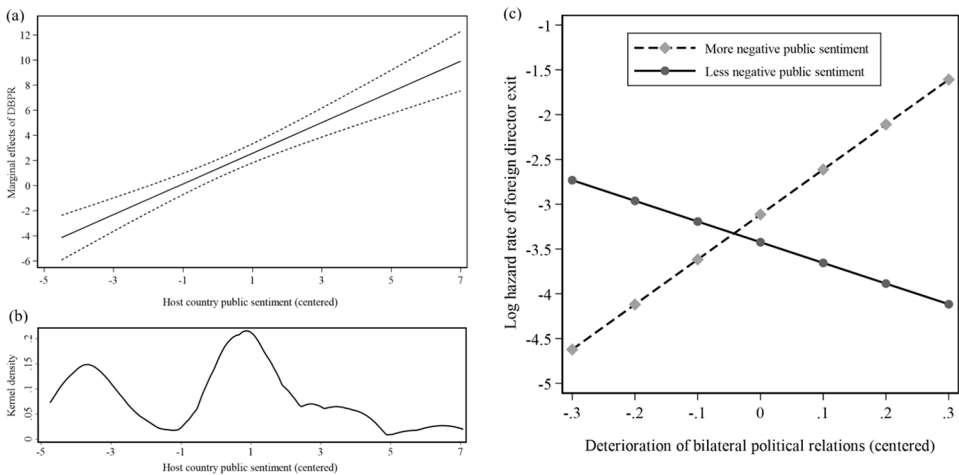 (a)
Marginal effects of DBPR
12
10
8
6
4
2
0
-2
-4
-6
-5 -3 -1 1 3 5 7
Host country public sentiment (centered)
(b)
Kernel density
.2
.15
.1
.05
0
-5 -3 -1 1 3 5 7
Host country public sentiment (centered)
(c)
Log hazard rate of foreign director exit
-1
-1.5
-2
-2.5
-3
-3.5
-4
-4.5
-5
More negative public sentiment
Less negative public sentiment
-.3 -.2 -.1 0 .1 .2 .3
Deterioration of bilateral political relations (centered)